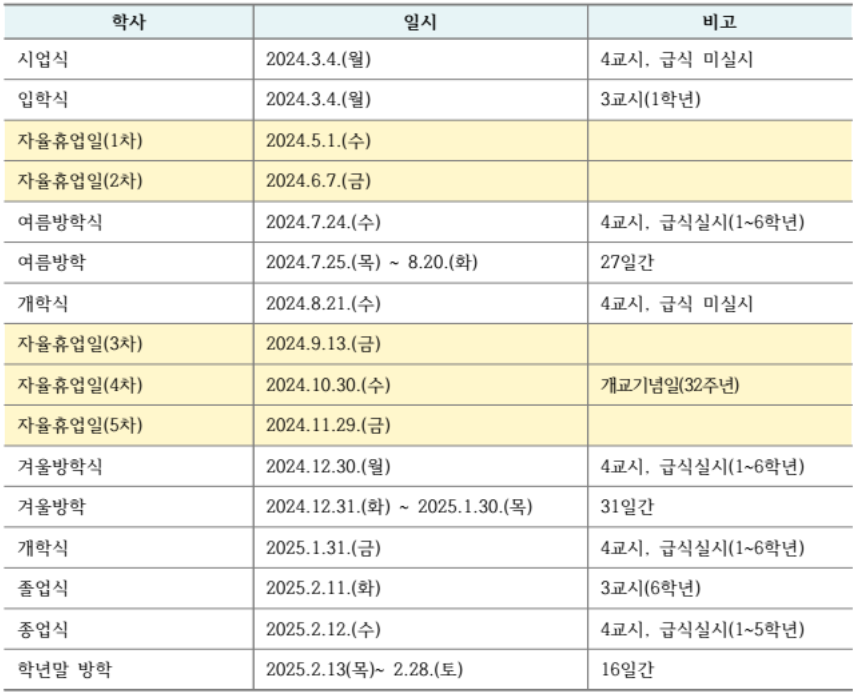 학사 일시 비고
시업식 2024.3.4.(월) 4교시, 급식 미실시
입학식 2024.3.4.(월) 3교시(1학년)
자율휴업일(1차) 2024.5.1.(수)
자율휴업일(2차) 2024.6.7.(금)
여름방학식 2024.7.24.(수) 4교시, 급식실시(1~6학년)
여름방학 2024.7.25.(목) ~ 8.20.(화) 27일간
개학식 2024.8.21.(수) 4교시, 급식 미실시
자율휴업일(3차) 2024.9.13.(금)
자율휴업일(4차) 2024.10.30.(수) 개교기념일(32주년)
자율휴업일(5차) 2024.11.29.(금)
겨울방학식 2024.12.30.(월) 4교시, 급식실시(1~6학년)
겨울방학 2024.12.31.(화) ~ 2025.1.30.(목) 31일간
개학식 2025.1.31.(금) 4교시, 급식실시(1~6학년)
졸업식 2025.2.11.(화) 3교시(6학년)
종업식 2025.2.12.(수) 4교시, 급식실시(1~5학년)
학년말 방학 2025.2.13(목)~ 2.28.(토) 16일간